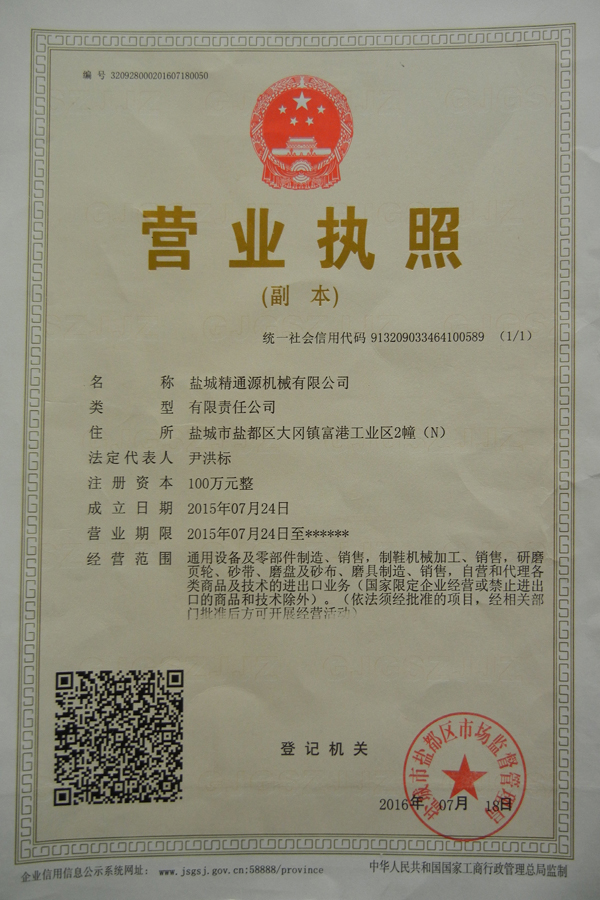 编 号 320928000201607180050
营业执照
(副 本)
统一社会信用代码 913209033464100589 （1/1）
名 称 盐城精通源机械有限公司
类 型 有限责任公司
住 所 盐城市盐都区大冈镇富港工业区2幢（N）
法定代表人 尹洪标
注册资本 100万元整
成立日期 2015年07月24日
营业期限 2015年07月24日至******
经营范围 通用设备及零部件制造、销售，制鞋机械加工、销售，研磨
页轮、砂带、磨盘及砂布、磨具制造、销售，自营和代理各
类商品及技术的进出口业务（国家限定企业经营或禁止进出
口的商品和技术除外）。（依法须经批准的项目，经相关部
门批准后方可开展经营活动）
登记机关
盐城市盐都区市场监督管理局
2016年 07月 18日
企业信用信息公示系统网址： www.jsgsj.gov.cn:58888/province
中华人民共和国国家工商行政管理总局监制